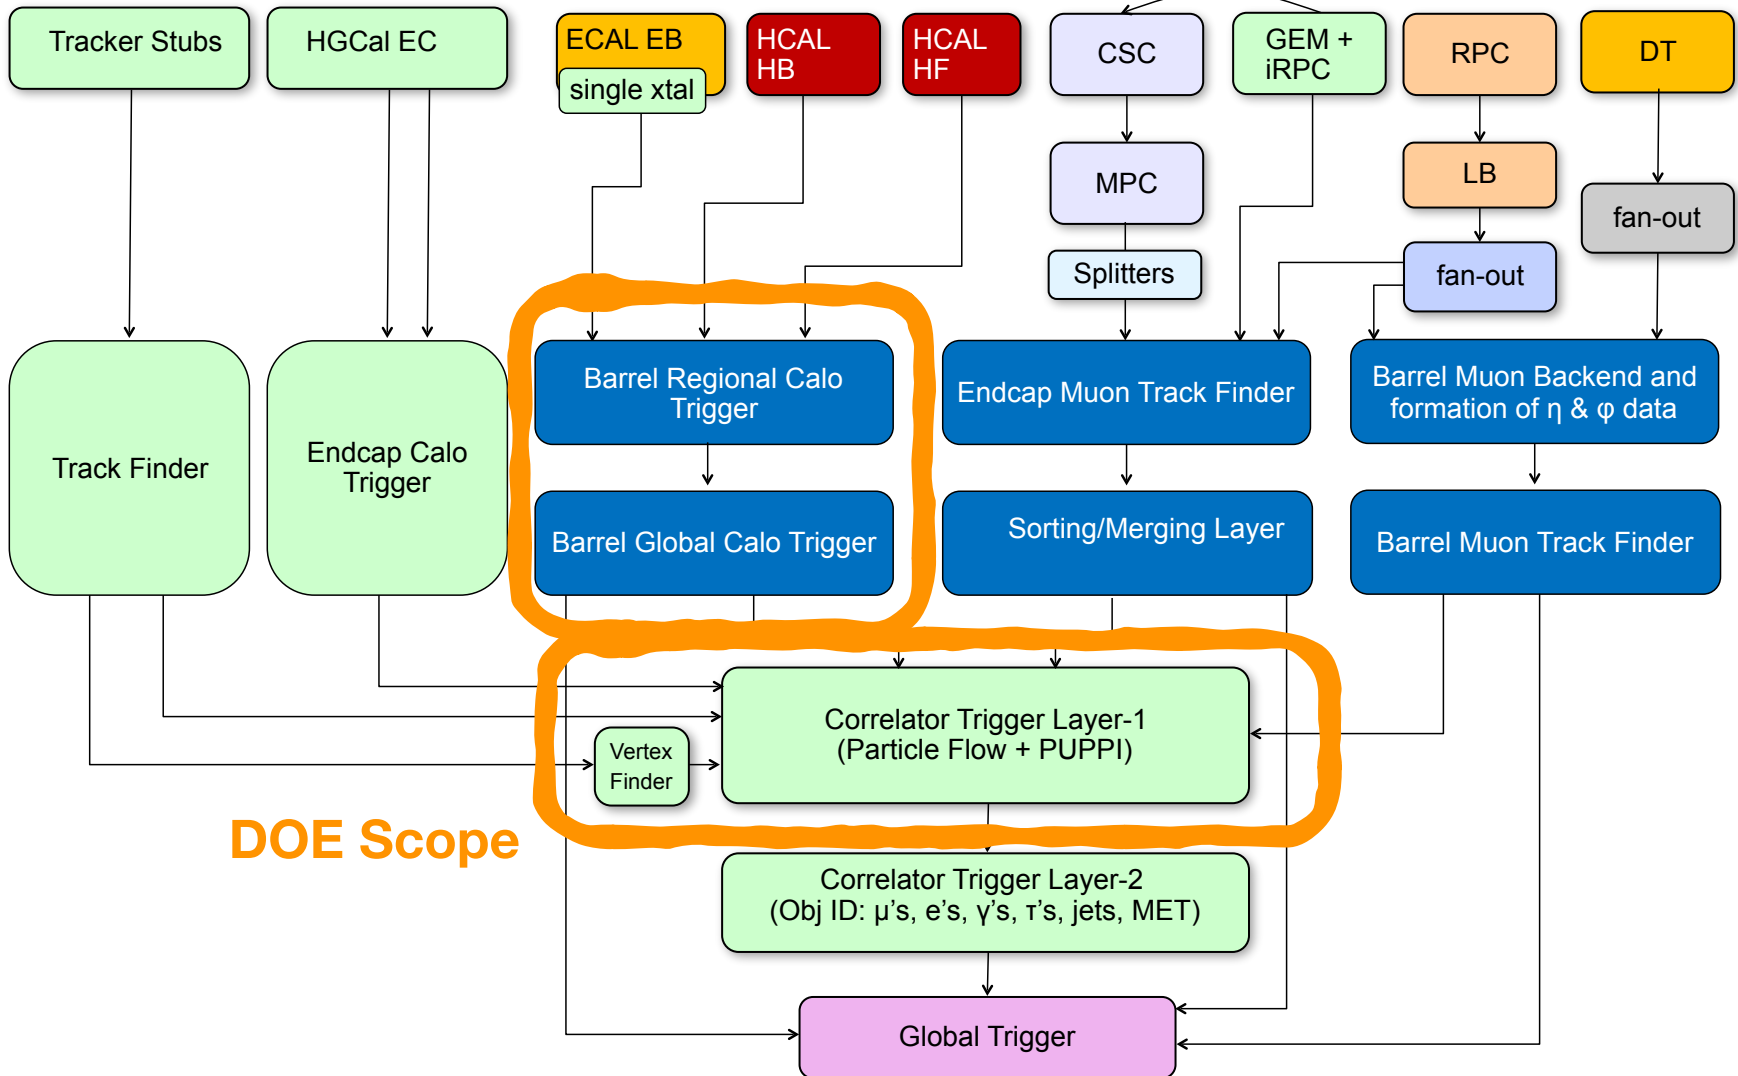 Tracker Stubs
HGCal EC
ECAL EB
single xtal
HCAL
HB
HCAL
HF
CSC
GEM +
iRPC
RPC
DT
MPC
LB
fan-out
Splitters
fan-out
Track Finder
Endcap Calo
Trigger
Barrel Regional Calo
Trigger
Endcap Muon Track Finder
Barrel Muon Backend and
formation of η & φ data
Barrel Global Calo Trigger
Sorting/Merging Layer
Barrel Muon Track Finder
Correlator Trigger Layer-1
(Particle Flow + PUPPI)
Vertex
Finder
DOE Scope
Correlator Trigger Layer-2
(Obj ID: μ’s, e’s, γ’s, τ’s, jets, MET)
Global Trigger